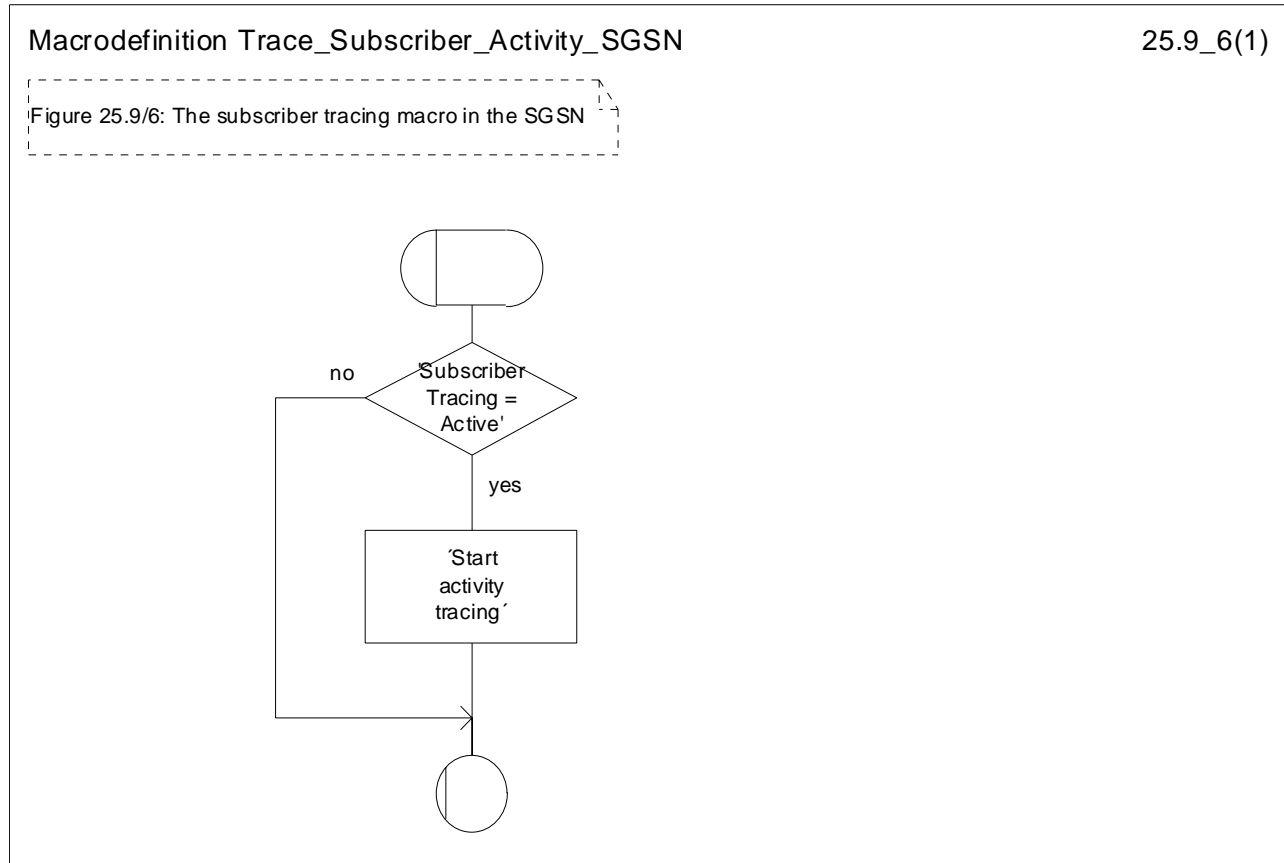 Macrodefinition Trace_Subscriber_Activity_SGSN
25.9_6(1)
Figure 25.9/6: The subscriber tracing macro in the SGSN
no
'Subscriber
Tracing =
Active'
yes
´Start
activity
tracing´